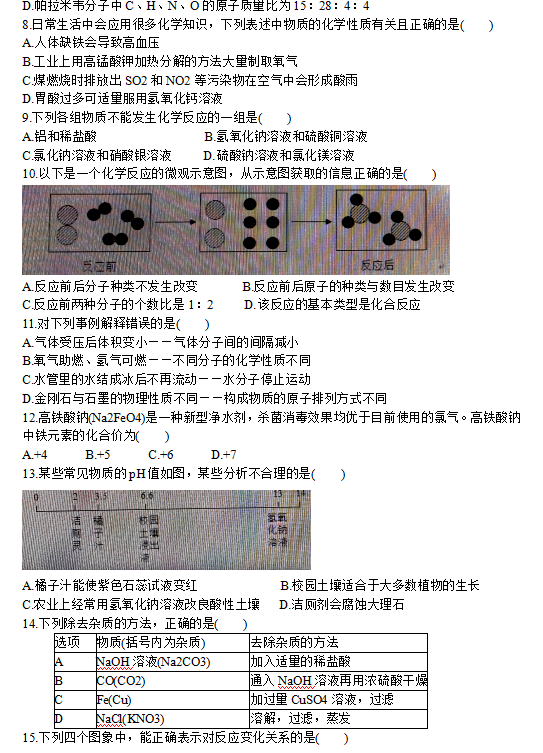 D.帕拉米韦分子中 C、H、N、O 的原子质量比为 15：28：4：4
8.日常生活中会应用很多化学知识，下列表述中物质的化学性质有关且正确的是(　　)
A.人体缺铁会导致高血压
B.工业上用高锰酸钾加热分解的方法大量制取氧气
C.煤燃烧时排放出 SO2 和 NO2 等污染物在空气中会形成酸雨
D.胃酸过多可适量服用氢氧化钙溶液
9.下列各组物质不能发生化学反应的一组是(　　)
A.铝和稀盐酸　　B.氢氧化钠溶液和硫酸铜溶液
C.氯化钠溶液和硝酸银溶液　　D.硫酸钠溶液和氯化镁溶液
10.以下是一个化学反应的微观示意图，从示意图获取的信息正确的是(　　)
反应前　　反应后
A.反应前后分子种类不发生改变　　B.反应前后原子的种类与数目发生改变
C.反应前两种分子的个数比是 1：2　　D.该反应的基本类型是化合反应
11.对下列事例解释错误的是(　　)
A.气体受压后体积变小——气体分子间的间隔减小
B.氧气助燃、氢气可燃——不同分子的化学性质不同
C.水管里的水结成冰后不再流动——水分子停止运动
D.金刚石与石墨的物理性质不同——构成物质的原子排列方式不同
12.高铁酸钠(Na2FeO4)是一种新型净水剂，杀菌消毒效果均优于目前使用的氯气。高铁酸钠
中铁元素的化合价为(　　)
A.+4　　B.+5　　C.+6　　D.+7
13.某些常见物质的 pH 值如图，某些分析不合理的是(　　)
0　2　3.5　6.6　13　14
洁厕灵　橘子汁　校园土壤浸出液　氢氧化钠溶液
A.橘子汁能使紫色石蕊试液变红　　B.校园土壤适合于大多数植物的生长
C.农业上经常用氢氧化钠溶液改良酸性土壤　　D.洁厕剂会腐蚀大理石
14.下列除去杂质的方法，正确的是(　　)
选项　物质(括号内为杂质)　去除杂质的方法
A　NaOH 溶液(Na2CO3)　加入适量的稀盐酸
B　CO(CO2)　通入 NaOH 溶液再用浓硫酸干燥
C　Fe(Cu)　加过量 CuSO4 溶液，过滤
D　NaCl(KNO3)　溶解，过滤，蒸发
15.下列四个图象中，能正确表示对反应变化关系的是(　　)